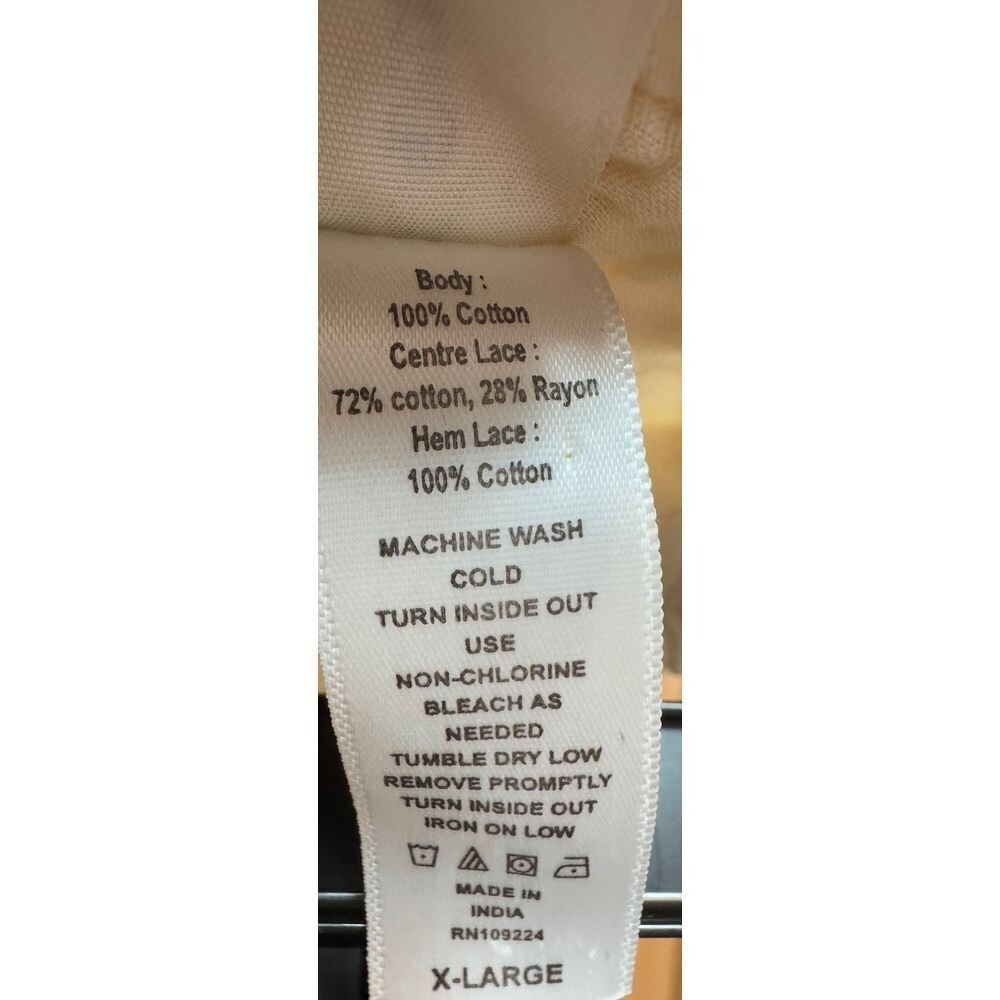 Body :
100% Cotton
Centre Lace :
72% cotton, 28% Rayon
Hem Lace :
100% Cotton
MACHINE WASH
COLD
TURN INSIDE OUT
USE
NON-CHLORINE
BLEACH AS
NEEDED
TUMBLE DRY LOW
REMOVE PROMPTLY
TURN INSIDE OUT
IRON ON LOW
MADE IN
INDIA
RN109224
X-LARGE